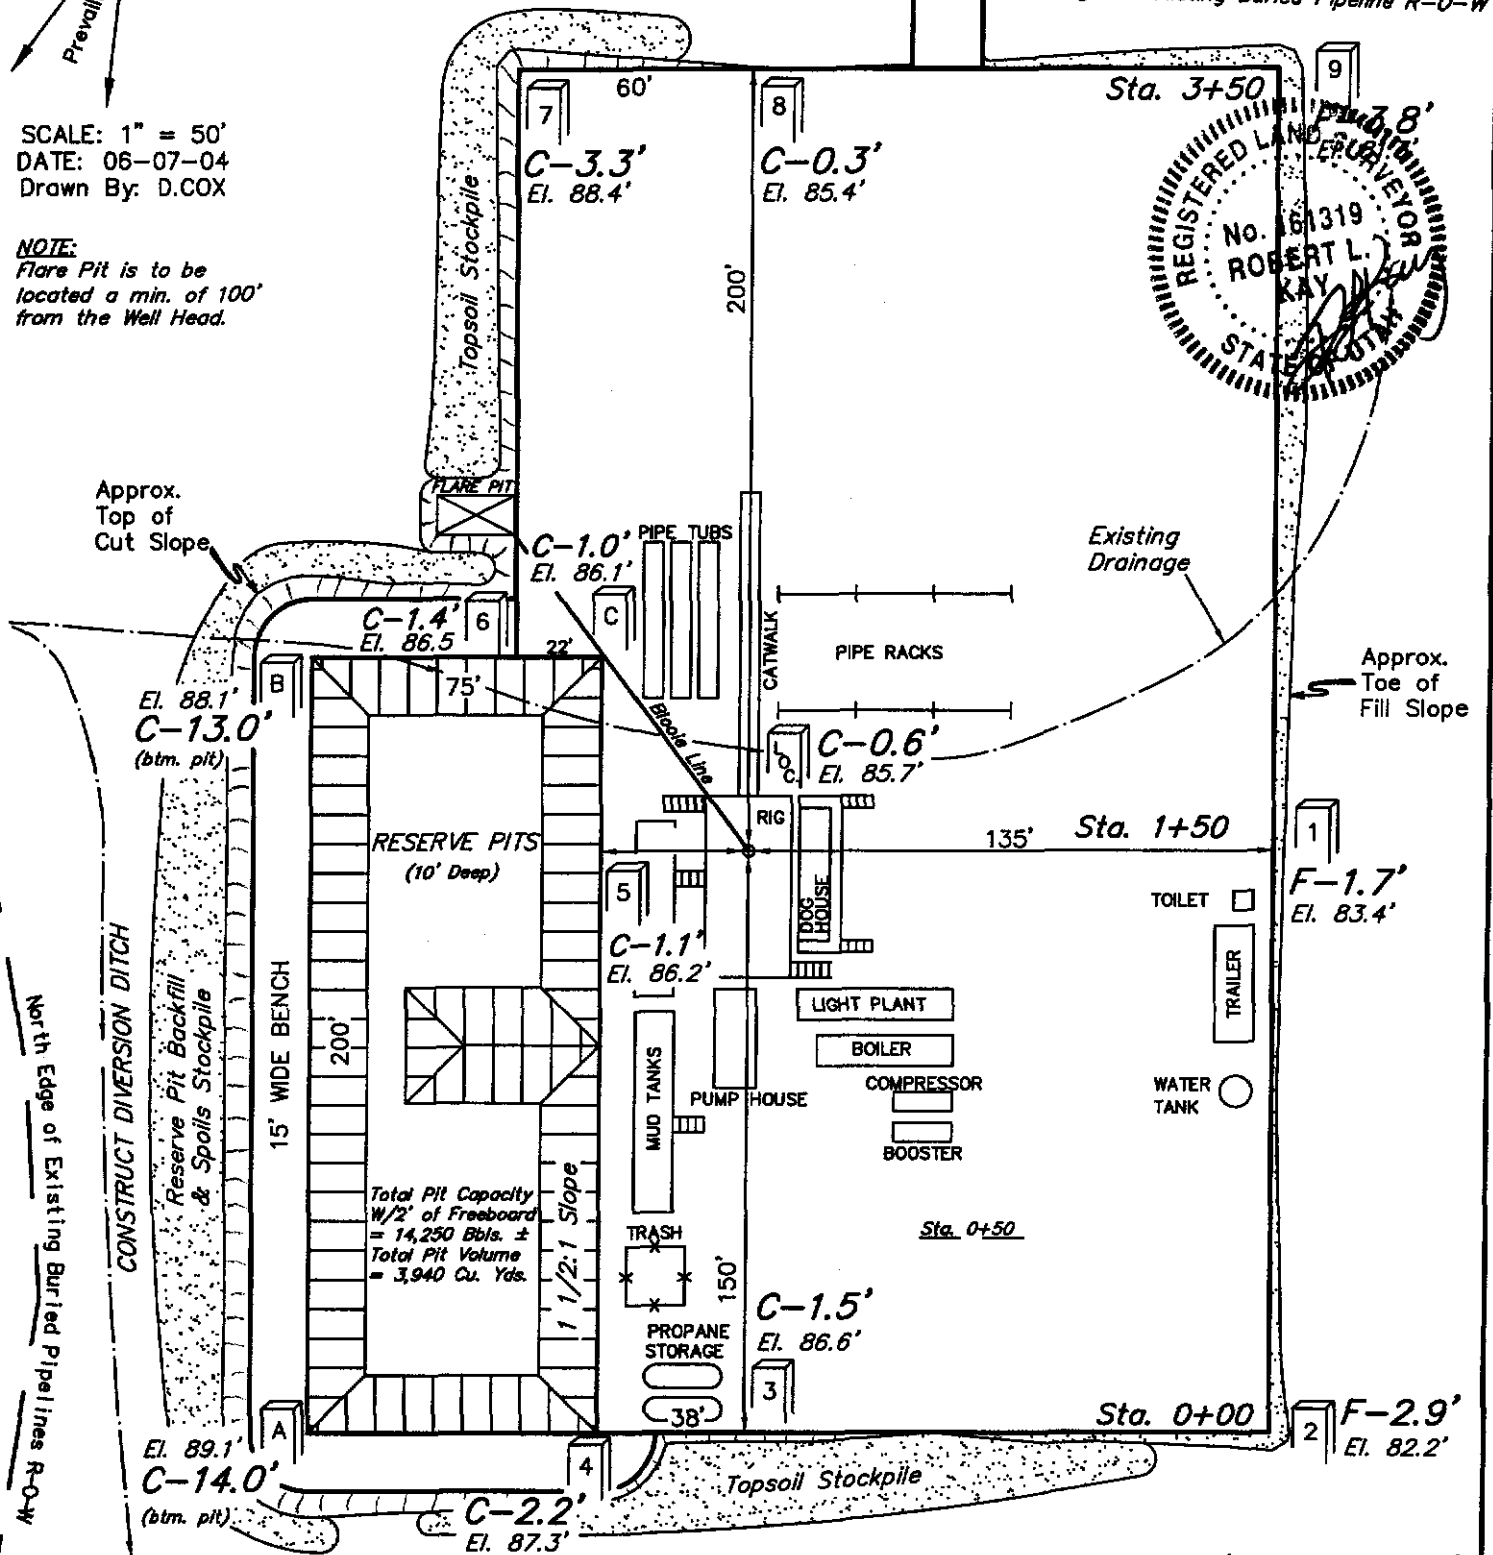 Existing Buried Pipeline R-O-W
SCALE: 1" = 50'
DATE: 06-07-04
Drawn By: D.COX
NOTE:
Flare Pit is to be
located a min. of 100'
from the Well Head.
60'
7
C-3.3'
El. 88.4'
8
C-0.3'
El. 85.4'
Sta. 3+50
9
REGISTERED LAND SURVEYOR
No. 161319
ROBERT L.
KAY
STATE OF UTAH
Topsoil Stockpile
200'
Approx.
Top of
Cut Slope
FLARE PIT
C-1.0'
El. 86.1'
C
PIPE TUBS
CATWALK
PIPE RACKS
Existing
Drainage
Approx.
Toe of
Fill Slope
C-1.4'
El. 86.5
6
22'
75'
B
El. 88.1'
C-13.0'
(btm. pit)
Blooie Line
LOC.
C-0.6'
El. 85.7'
RIG
DOG
HOUSE
135'
Sta. 1+50
1
F-1.7'
El. 83.4'
RESERVE PITS
(10' Deep)
5
C-1.1'
El. 86.2'
TOILET
TRAILER
WATER
TANK
LIGHT PLANT
BOILER
COMPRESSOR
BOOSTER
PUMP HOUSE
MUD TANKS
North Edge of Existing Buried Pipelines R-O-W
CONSTRUCT DIVERSION DITCH
Reserve Pit Backfill
& Spoils Stockpile
15' WIDE BENCH
200'
Total Pit Capacity
W/2' of Freeboard
= 14,250 Bbls. ±
Total Pit Volume
= 3,940 Cu. Yds.
1 1/2:1 Slope
TRASH
150'
Sta. 0+50
C-1.5'
El. 86.6'
3
PROPANE
STORAGE
38'
Sta. 0+00
2
F-2.9'
El. 82.2'
A
El. 89.1'
C-14.0'
(btm. pit)
4
C-2.2'
El. 87.3'
Topsoil Stockpile